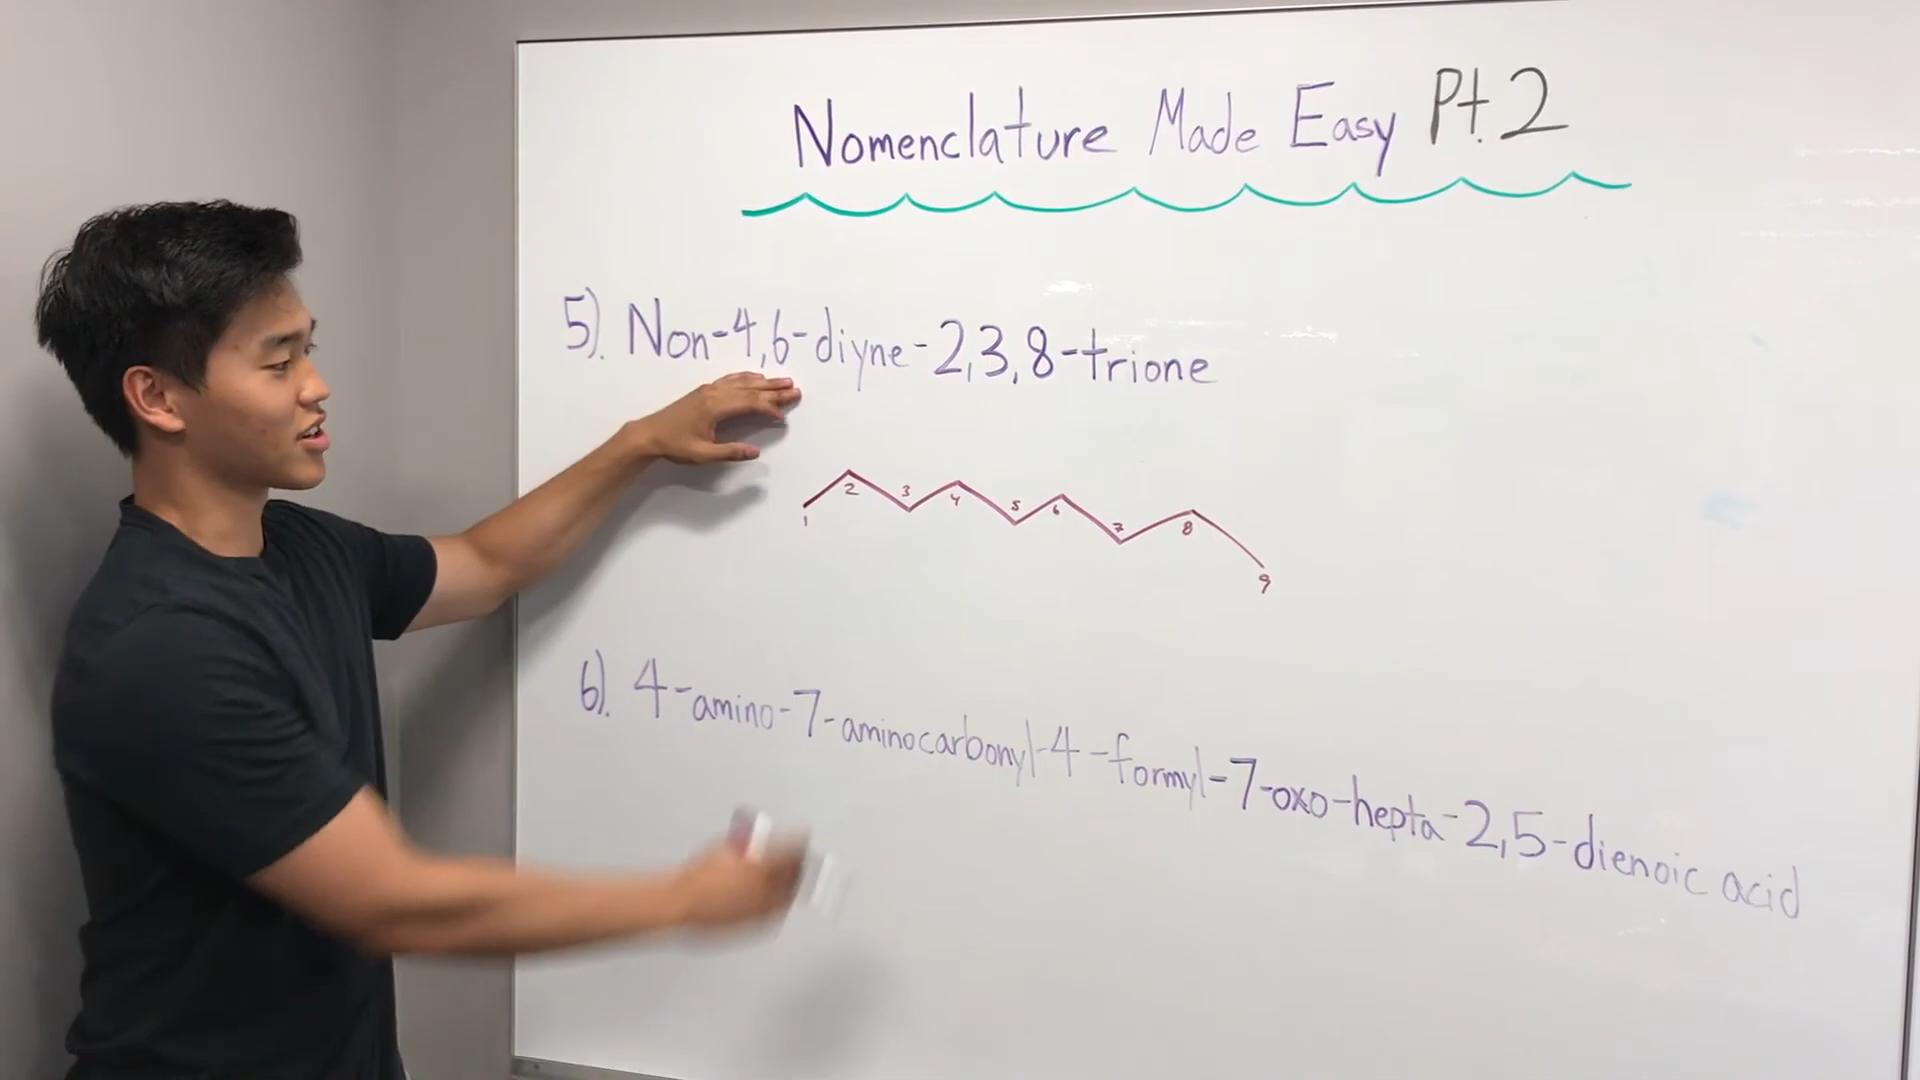 Nomenclature Made Easy Pt. 2
5). Non-4,6-diyne-2,3,8-trione
1 2 3 4 5 6 7 8 9
6). 4-amino-7-aminocarbonyl-4-formyl-7-oxo-hepta-2,5-dienoic acid